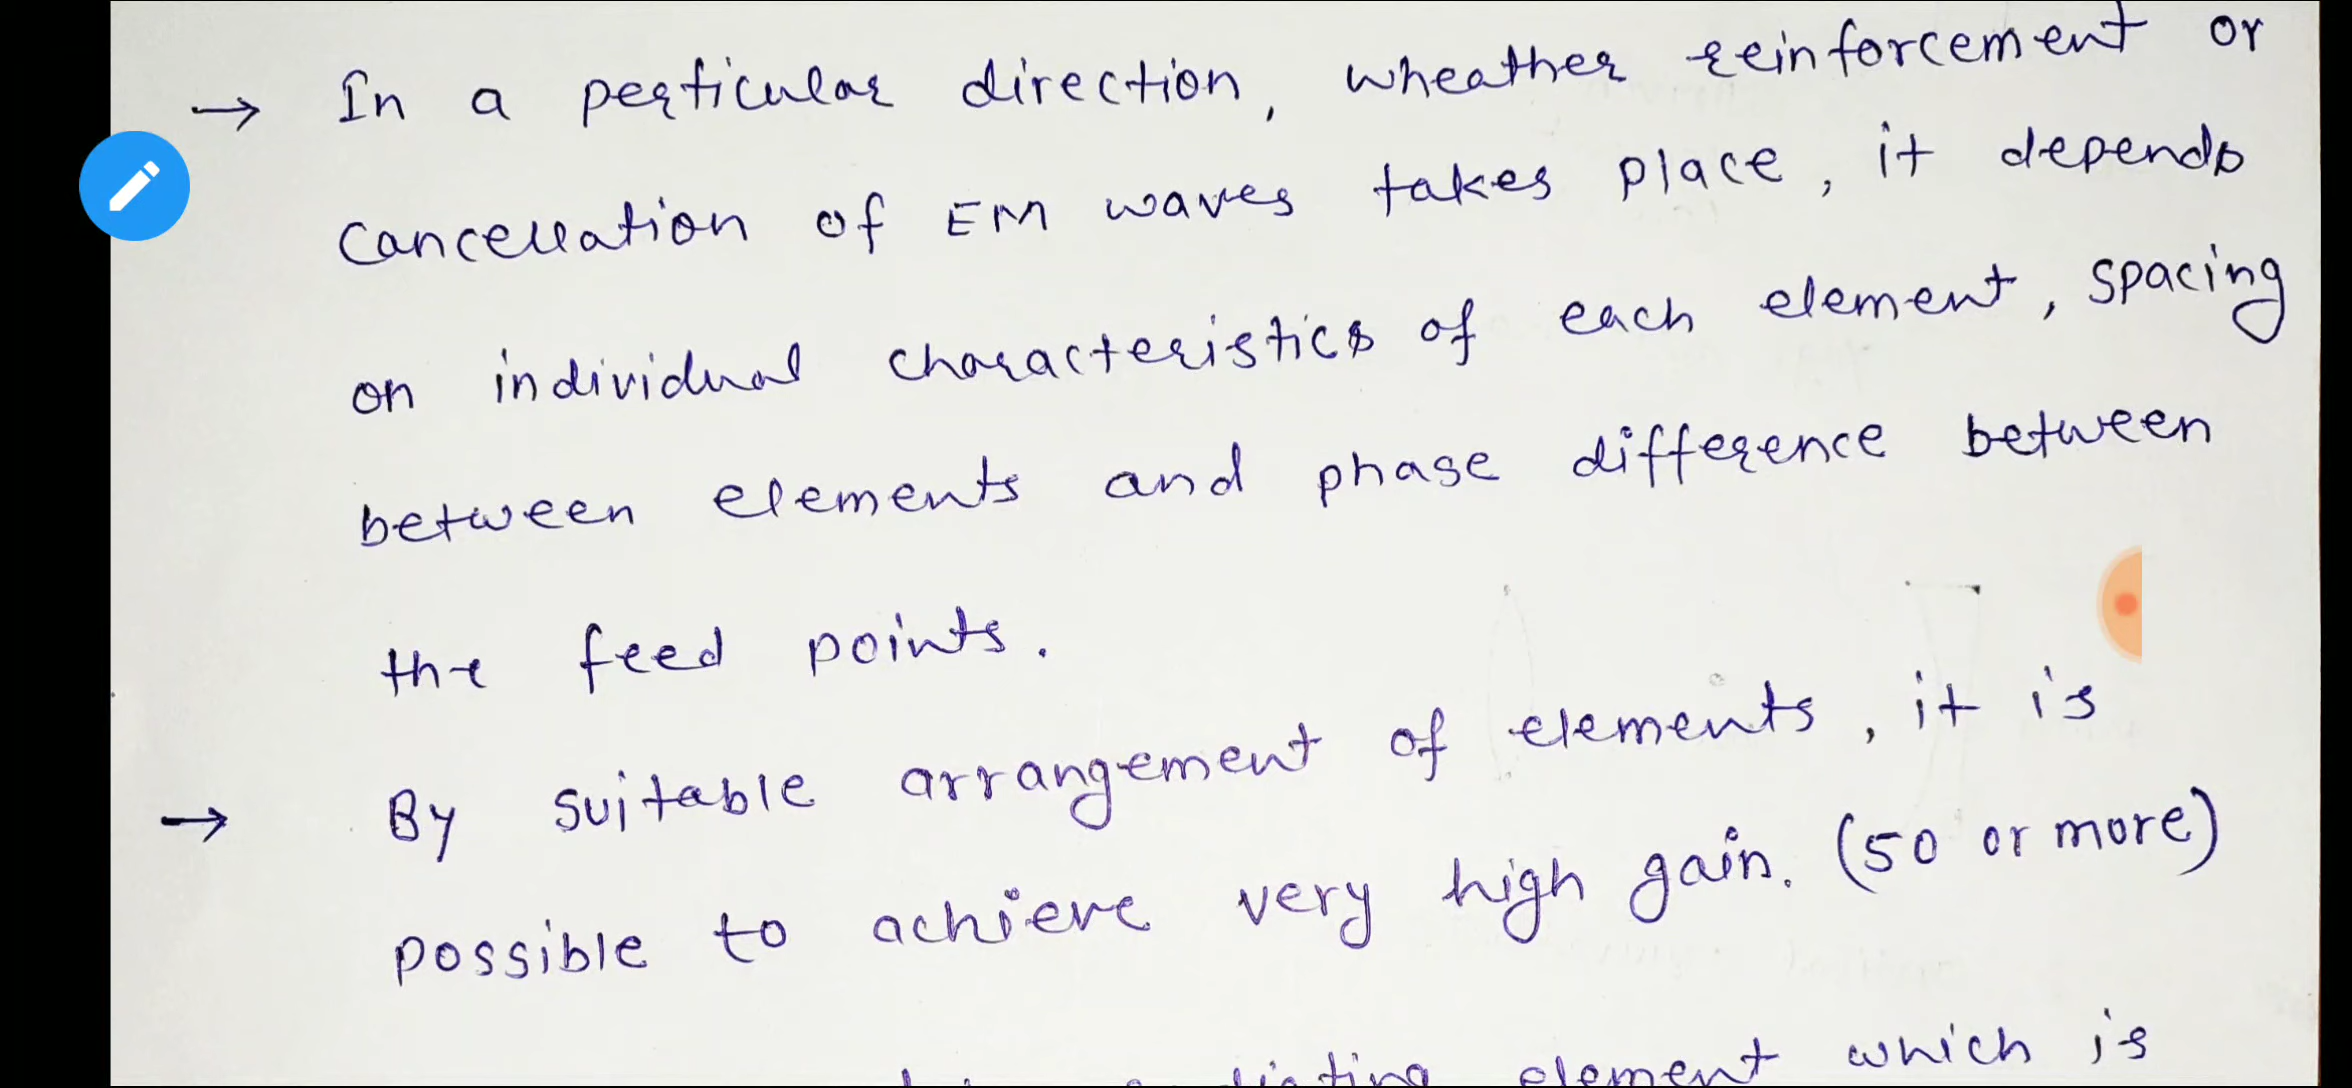 → In a perticular direction, wheather reinforcement or
cancellation of EM waves takes place, it depends
on individual characteristics of each element, spacing
between elements and phase difference between
the feed points.
→ By suitable arrangement of elements, it is
possible to achieve very high gain. (50 or more)
element which is